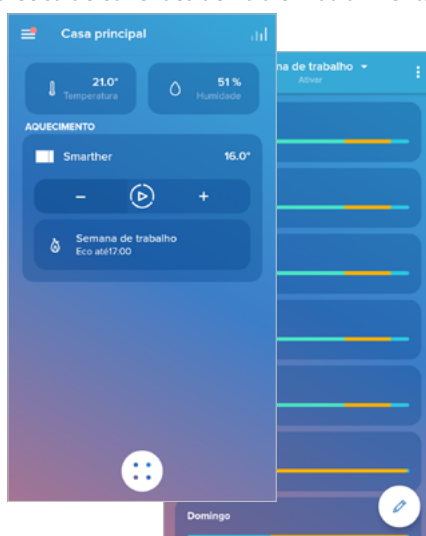 Casa principal
21.0°
Temperatura
51 %
Humidade
AQUECIMENTO
Smarther
16.0°
Semana de trabalho
Eco até17:00
na de trabalho
Ativar
Domingo